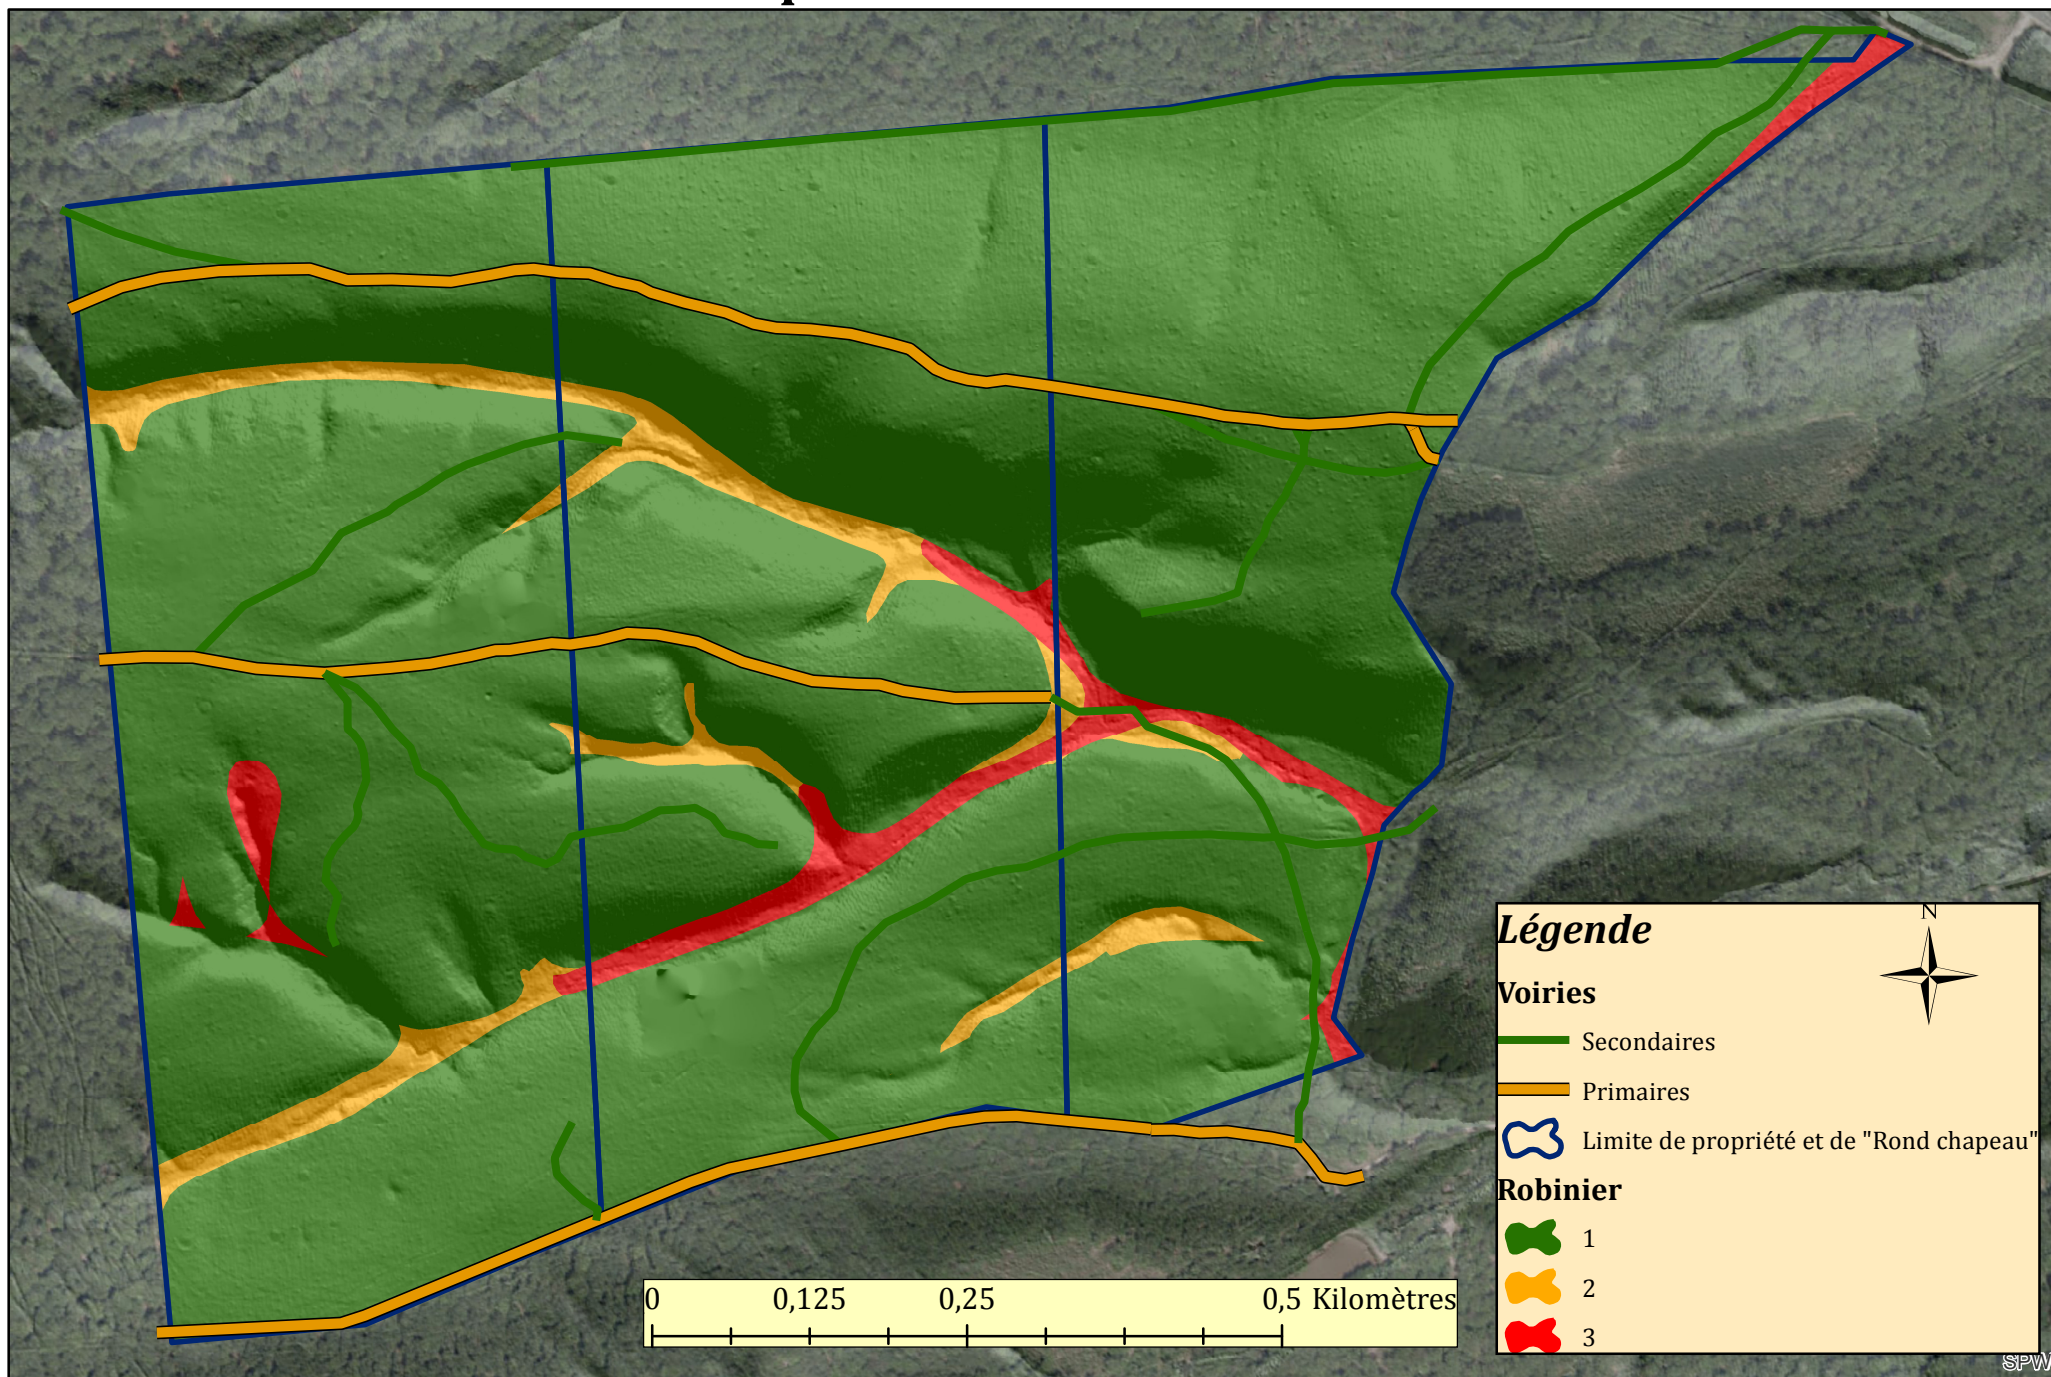 Légende
N
Voiries
Secondaires
Primaires
Limite de propriété et de "Rond chapeau"
Robinier
1
2
3
0 0,125 0,25 0,5 Kilomètres
SPW